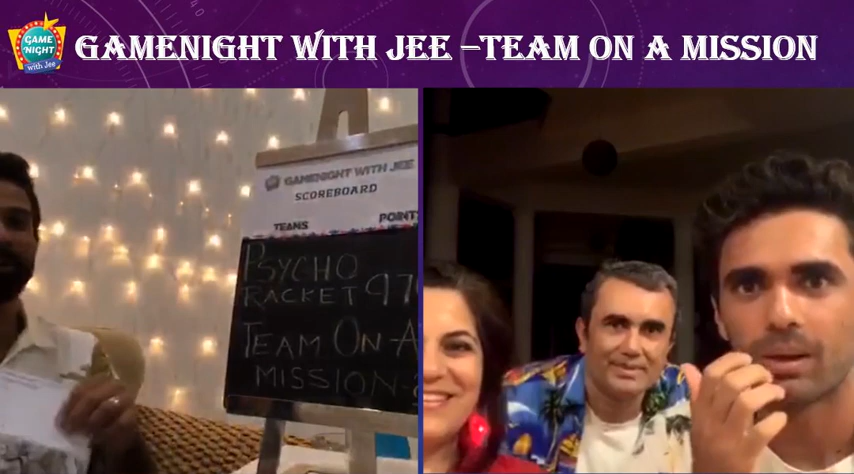 GAME
NIGHT
with Jee
GAMENIGHT WITH JEE –TEAM ON A MISSION
GAMENIGHT WITH JEE
SCOREBOARD
TEAMS POINT
PSYCHO
RACKET 97
TEAM ON-A
MISSION-